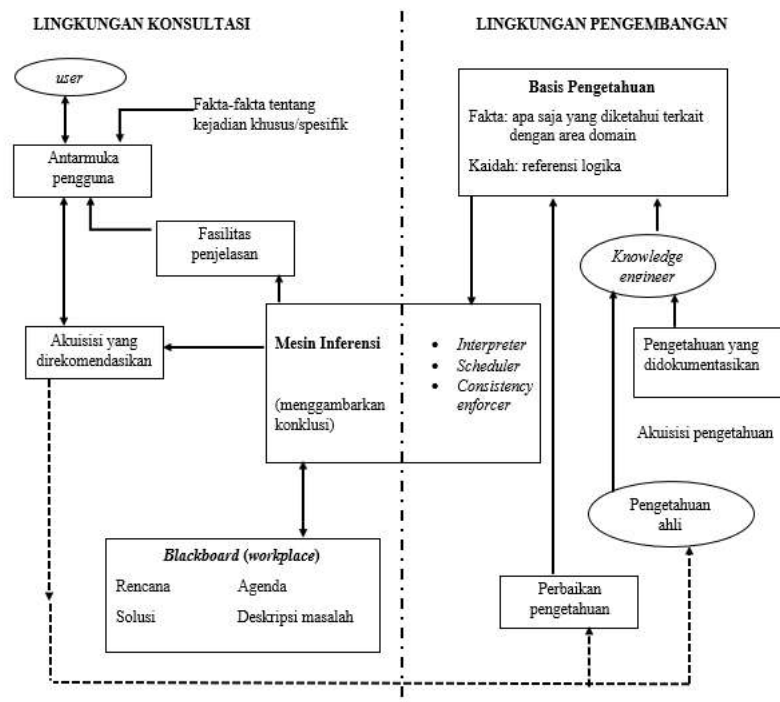 LINGKUNGAN KONSULTASI
LINGKUNGAN PENGEMBANGAN
user
Fakta-fakta tentang
kejadian khusus/spesifik
Antarmuka
pengguna
Fasilitas
penjelasan
Akuisisi yang
direkomendasikan
Basis Pengetahuan
Fakta: apa saja yang diketahui terkait
dengan area domain
Kaidah: referensi logika
Knowledge
engineer
Mesin Inferensi
(menggambarkan
konklusi)
• Interpreter
• Scheduler
• Consistency
enforcer
Pengetahuan yang
didokumentasikan
Akuisisi pengetahuan
Pengetahuan
ahli
Blackboard (workplace)
Rencana Agenda
Solusi Deskripsi masalah
Perbaikan
pengetahuan